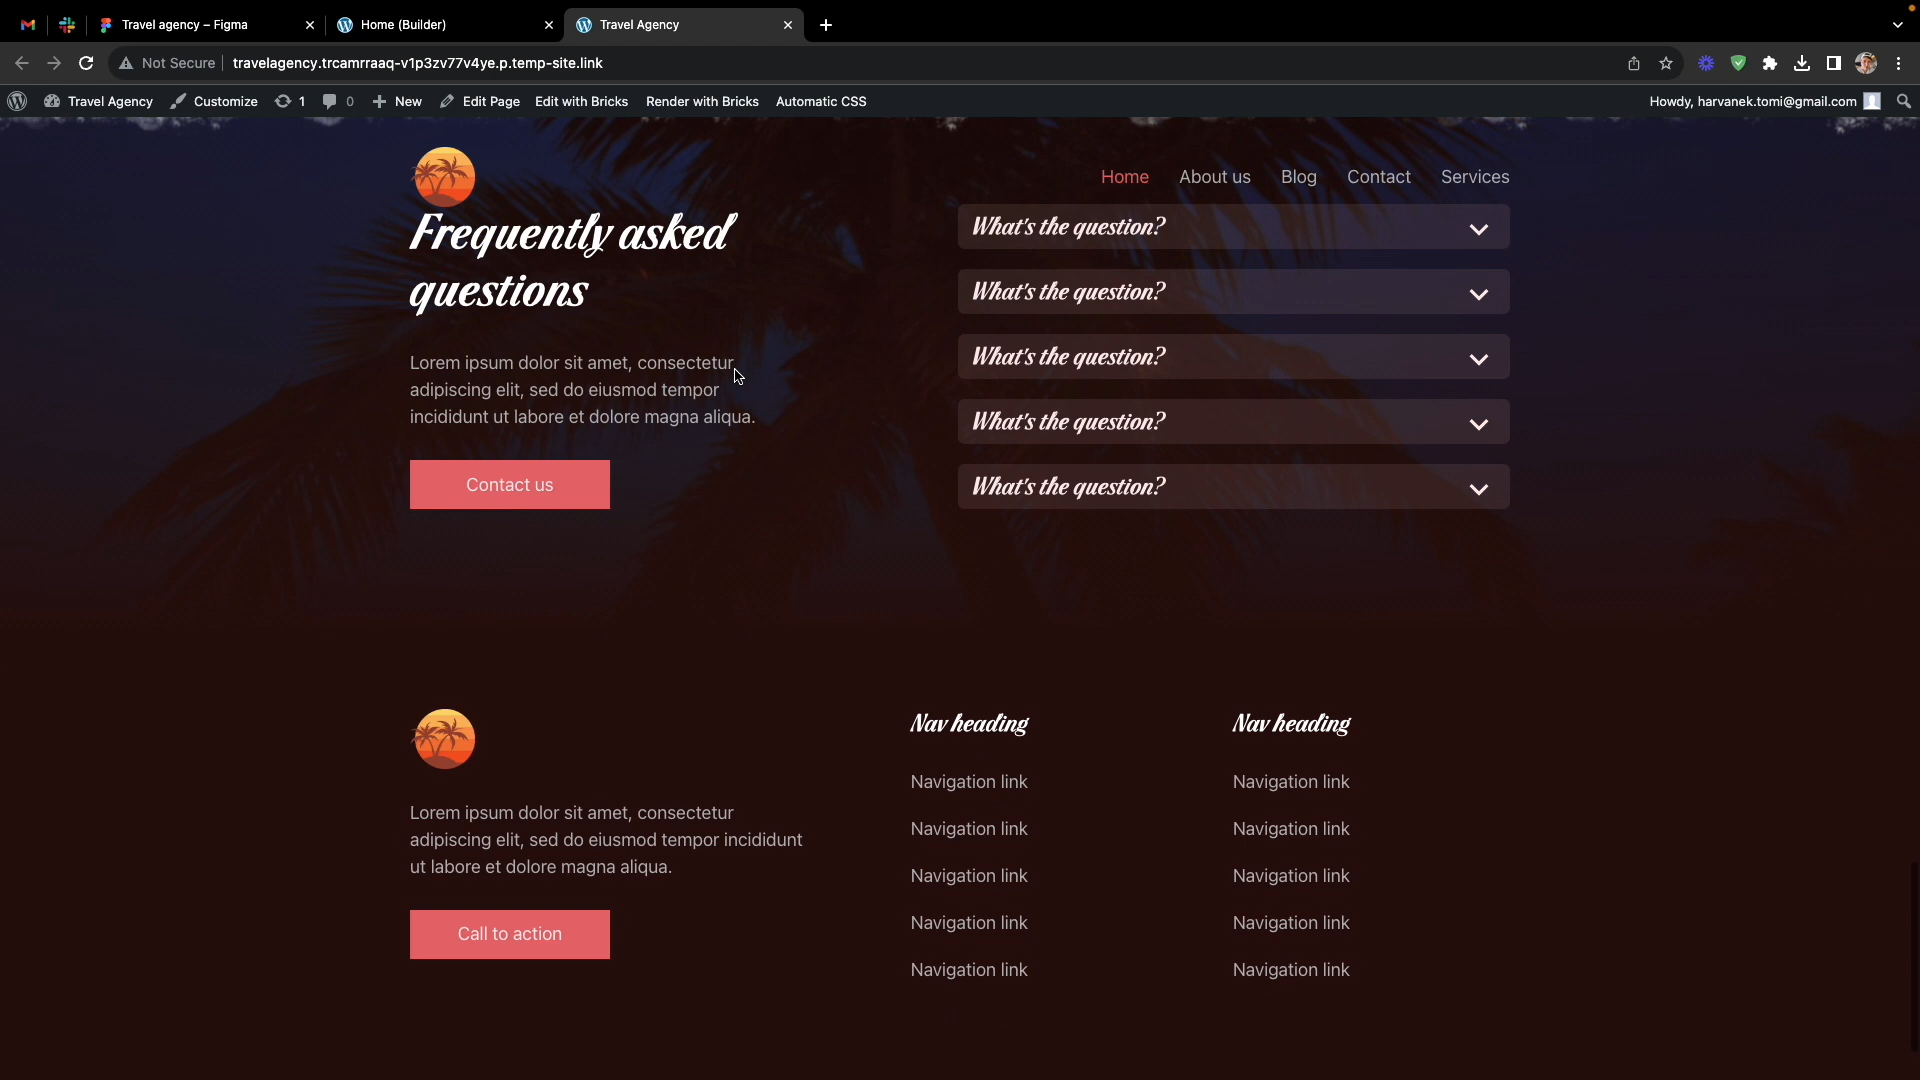 Travel agency – Figma
Home (Builder)
Travel Agency
Not Secure
travelagency.trcamrraaq-v1p3zv77v4ye.p.temp-site.link
Travel Agency
Customize
1
0
New
Edit Page
Edit with Bricks
Render with Bricks
Automatic CSS
Howdy, harvanek.tomi@gmail.com
Home
About us
Blog
Contact
Services
Frequently asked
questions
Lorem ipsum dolor sit amet, consectetur
adipiscing elit, sed do eiusmod tempor
incididunt ut labore et dolore magna aliqua.
Contact us
What's the question?
What's the question?
What's the question?
What's the question?
What's the question?
Lorem ipsum dolor sit amet, consectetur
adipiscing elit, sed do eiusmod tempor incididunt
ut labore et dolore magna aliqua.
Call to action
Nav heading
Navigation link
Navigation link
Navigation link
Navigation link
Navigation link
Nav heading
Navigation link
Navigation link
Navigation link
Navigation link
Navigation link